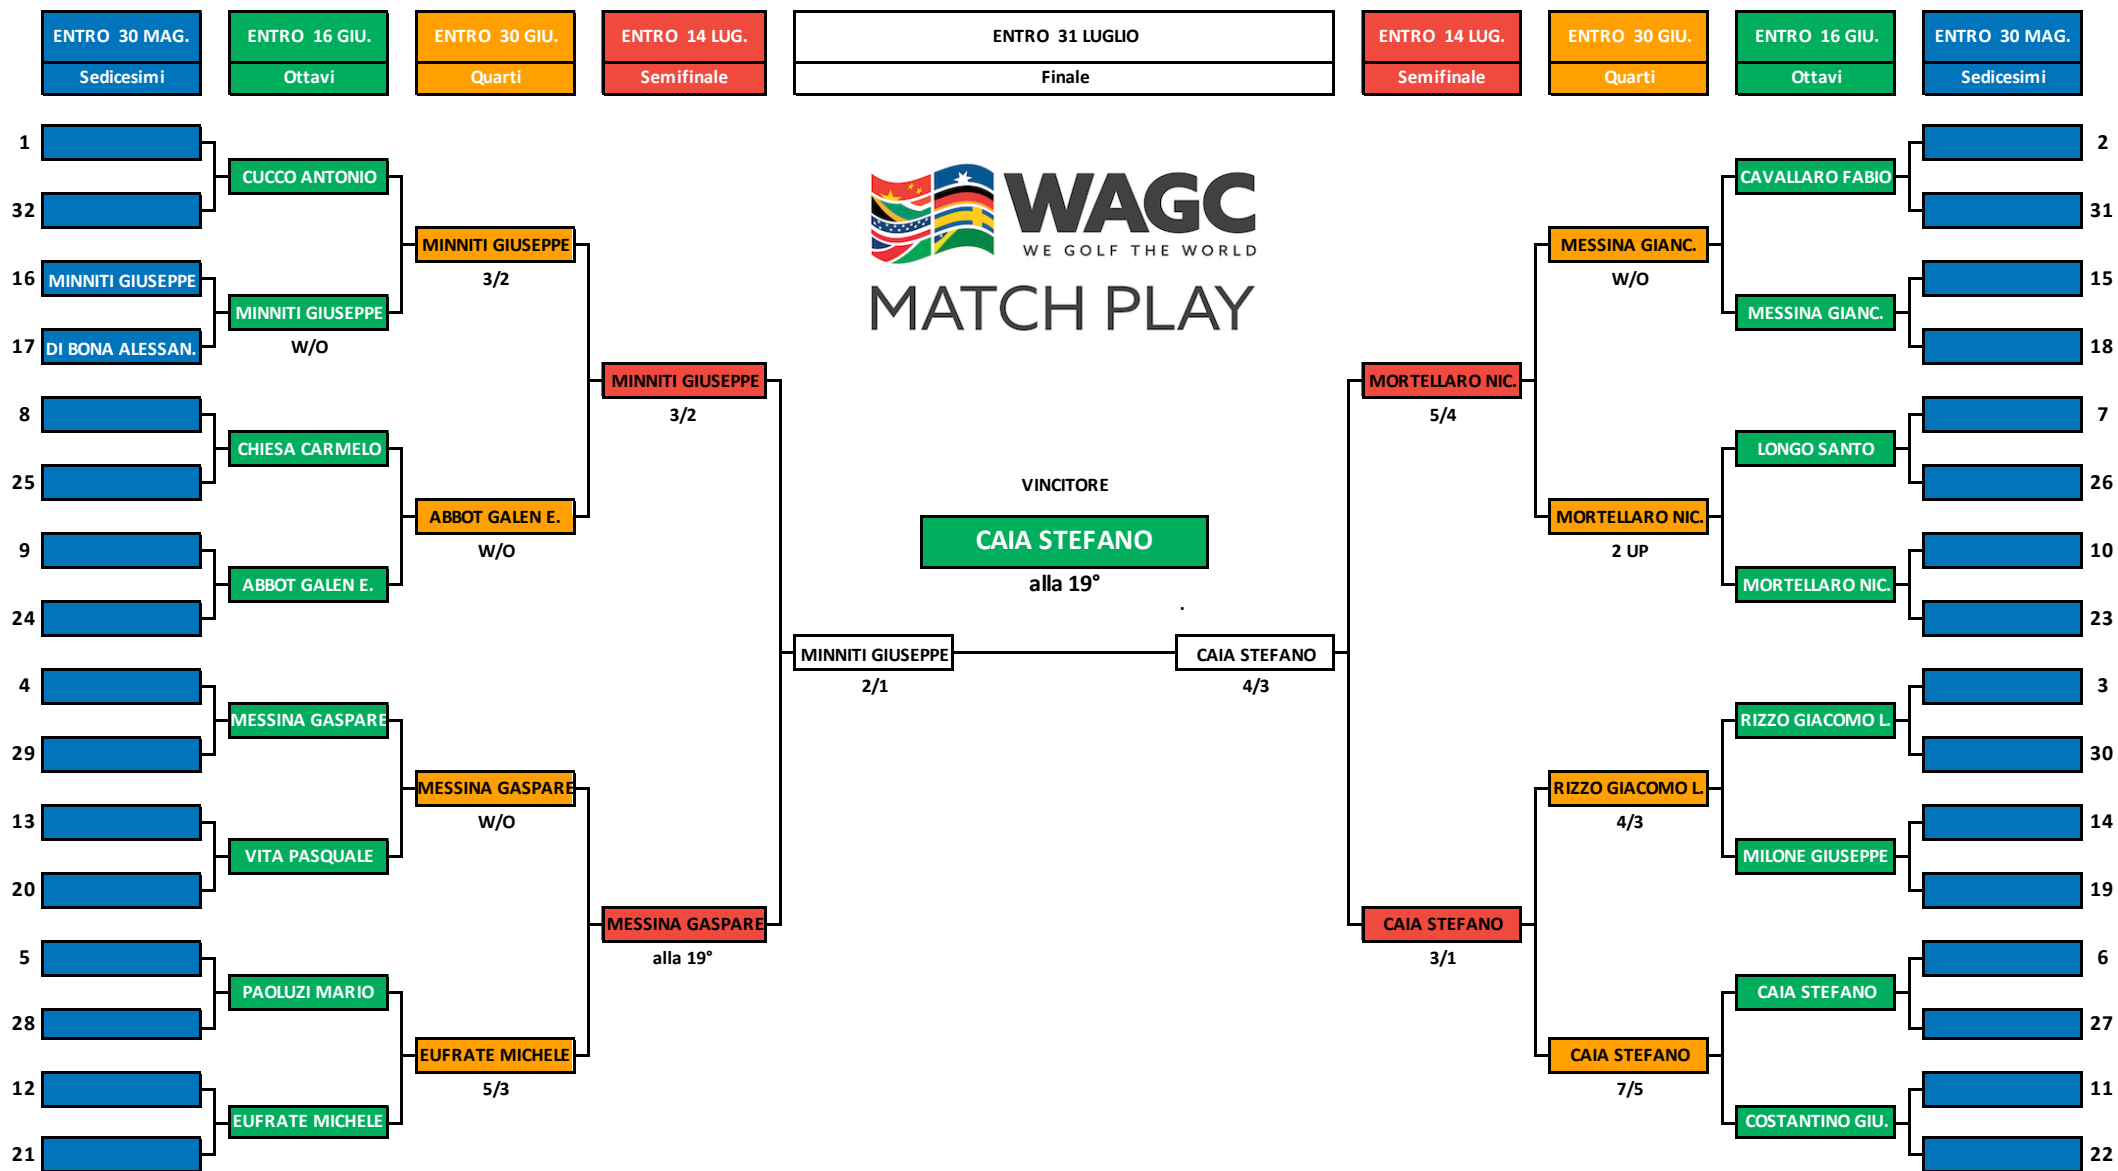 ENTRO 30 MAG.
ENTRO 16 GIU.
ENTRO 30 GIU.
ENTRO 14 LUG.
ENTRO 31 LUGLIO
ENTRO 14 LUG.
ENTRO 30 GIU.
ENTRO 16 GIU.
ENTRO 30 MAG.
Sedicesimi
Ottavi
Quarti
Semifinale
Finale
Semifinale
Quarti
Ottavi
Sedicesimi
1
CUCCO ANTONIO
32
MINNITI GIUSEPPE
3/2
16
MINNITI GIUSEPPE
MINNITI GIUSEPPE
W/O
17
DI BONA ALESSAN.
MINNITI GIUSEPPE
3/2
8
CHIESA CARMELO
25
ABBOT GALEN E.
W/O
9
ABBOT GALEN E.
24
4
MESSINA GASPARE
29
MESSINA GASPARE
W/O
13
VITA PASQUALE
20
MESSINA GASPARE
alla 19°
5
PAOLUZI MARIO
28
EUFRATE MICHELE
5/3
12
EUFRATE MICHELE
21
WAGC
WE GOLF THE WORLD
MATCH PLAY
VINCITORE
CAIA STEFANO
alla 19°
.
MINNITI GIUSEPPE
2/1
CAIA STEFANO
4/3
2
CAVALLARO FABIO
31
MESSINA GIANC.
W/O
15
MESSINA GIANC.
18
MORTELLARO NIC.
5/4
7
LONGO SANTO
26
MORTELLARO NIC.
2 UP
10
MORTELLARO NIC.
23
3
RIZZO GIACOMO L.
30
RIZZO GIACOMO L.
4/3
14
MILONE GIUSEPPE
19
CAIA STEFANO
3/1
6
CAIA STEFANO
27
CAIA STEFANO
7/5
11
COSTANTINO GIU.
22